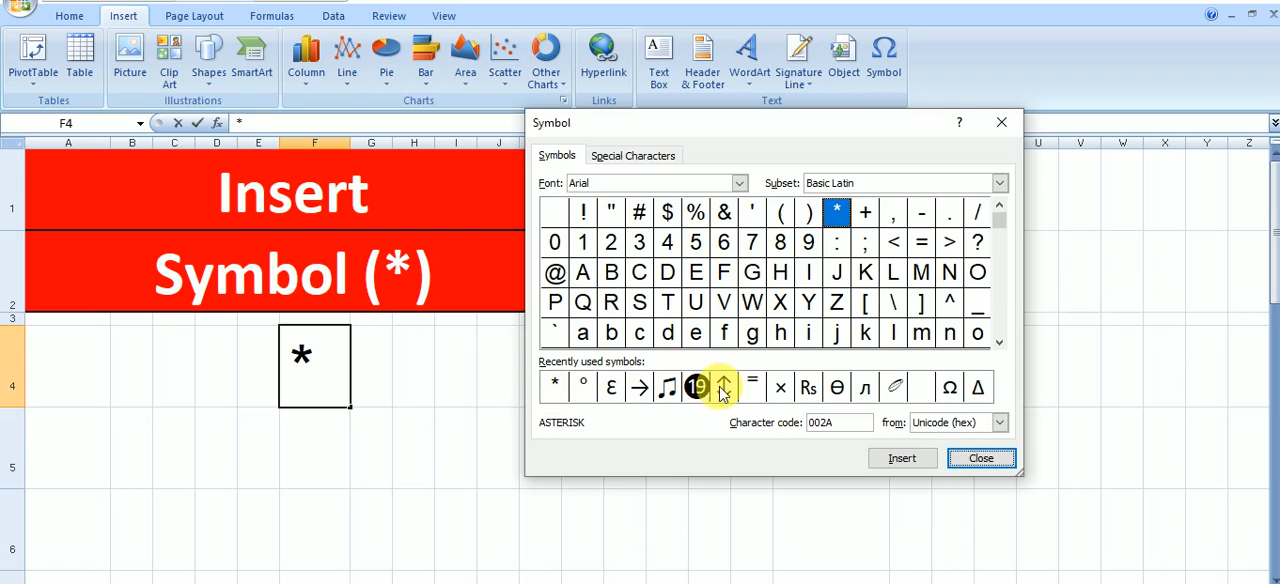 Home Insert Page Layout Formulas Data Review View
PivotTable Table Picture Clip Art Shapes SmartArt Column Line Pie Bar Area Scatter Other Charts Hyperlink Text Box Header & Footer WordArt Signature Line Object Symbol
Tables Illustrations Charts Links Text
F4 fx *
A B C D E F G H I J U V W X Y Z
1 Insert
2 Symbol (*)
3
4 *
5
6
Symbol ?
Symbols Special Characters
Font: Arial Subset: Basic Latin
! " # $ % & ' ( ) * + , - . /
0 1 2 3 4 5 6 7 8 9 : ; < = > ?
@ A B C D E F G H I J K L M N O
P Q R S T U V W X Y Z [ \ ] ^ _
` a b c d e f g h i j k l m n o
Recently used symbols:
* ° Ɛ → ♫ ⓳ ↑ = × ₨ Ɵ л Ω Δ
ASTERISK Character code: 002A from: Unicode (hex)
Insert Close